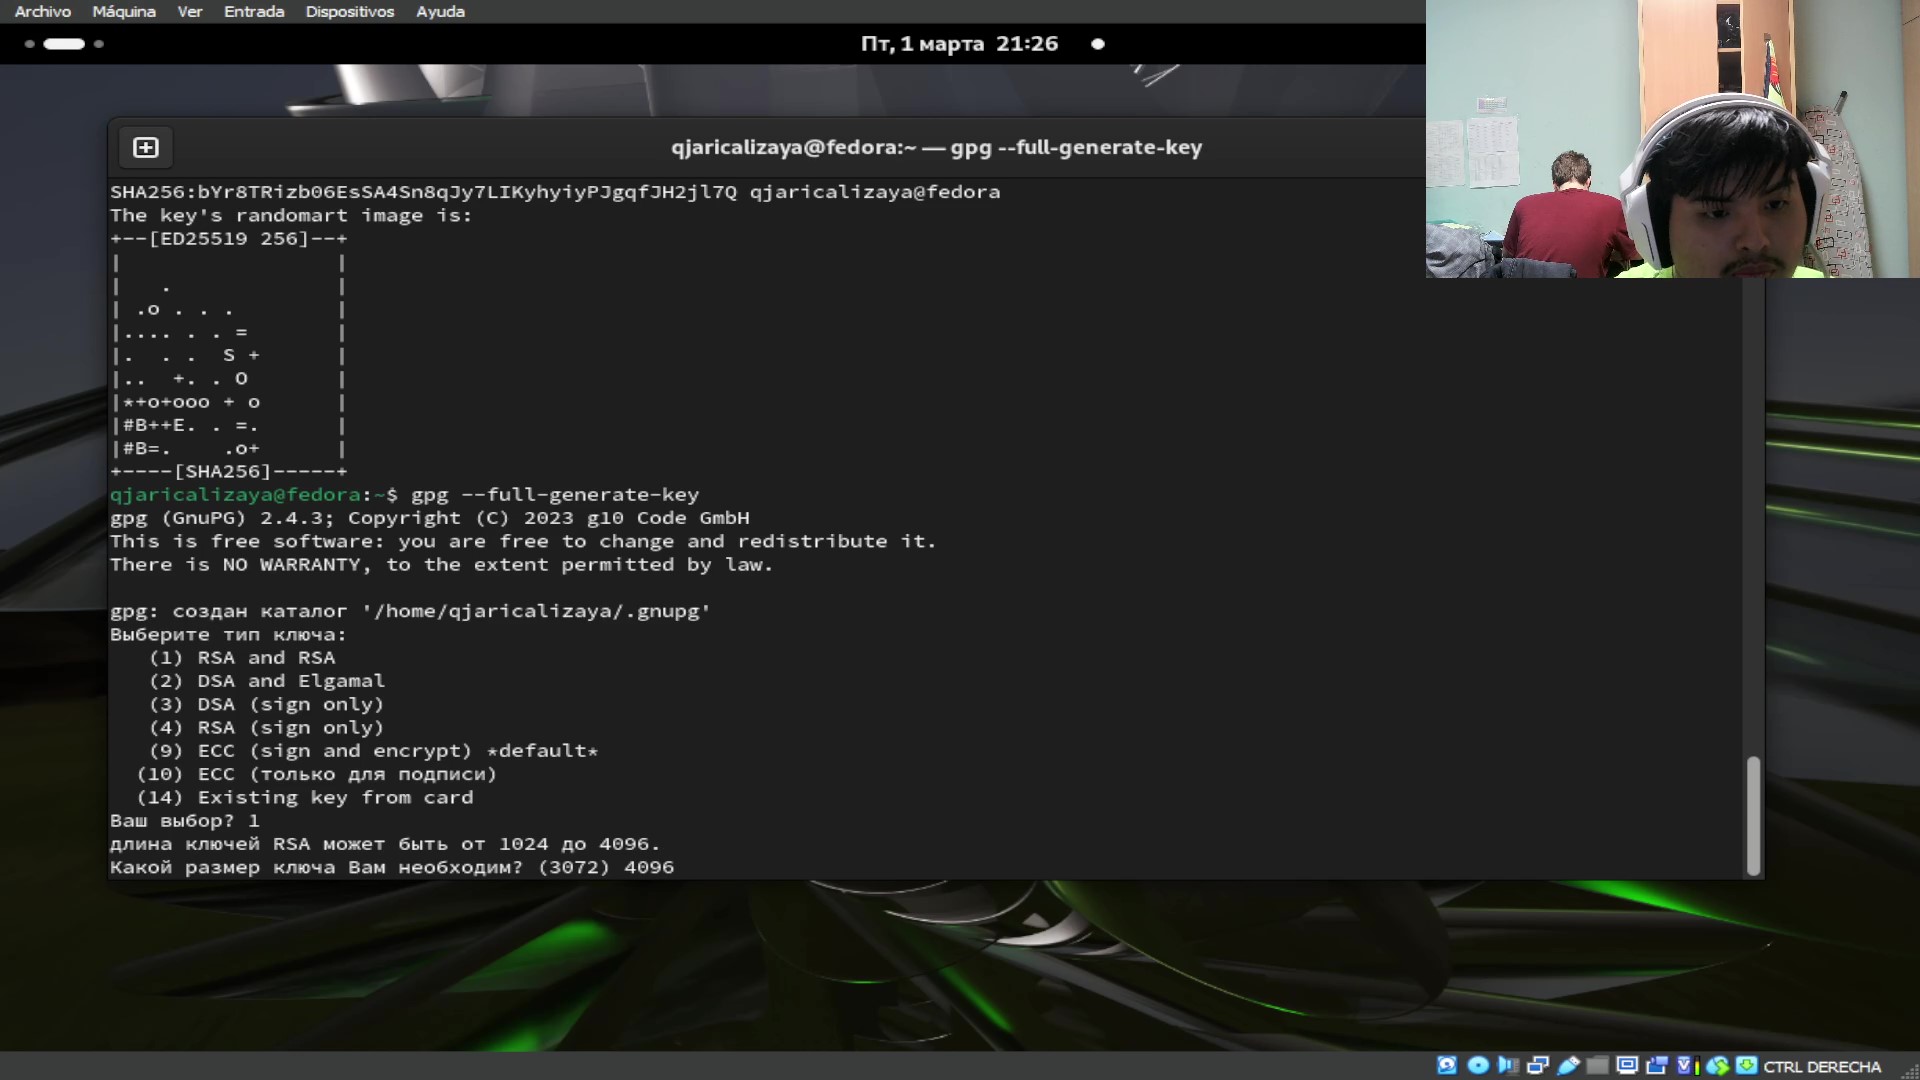 Archivo Máquina Ver Entrada Dispositivos Ayuda
Пт, 1 марта 21:26
qjaricalizaya@fedora:~ — gpg --full-generate-key
SHA256:bYr8TRizb06EsSA4Sn8qJy7LIKyhyiyPJgqfJH2jl7Q qjaricalizaya@fedora
The key's randomart image is:
+--[ED25519 256]--+
|                 |
|   .             |
| .o . . .        |
|.... . . =       |
|.  . .  S +      |
|..  +. . O       |
|*+o+ooo + o      |
|#B++E. . =.      |
|#B=.    .o+      |
+----[SHA256]-----+
qjaricalizaya@fedora:~$ gpg --full-generate-key
gpg (GnuPG) 2.4.3; Copyright (C) 2023 g10 Code GmbH
This is free software: you are free to change and redistribute it.
There is NO WARRANTY, to the extent permitted by law.
gpg: создан каталог '/home/qjaricalizaya/.gnupg'
Выберите тип ключа:
(1) RSA and RSA
(2) DSA and Elgamal
(3) DSA (sign only)
(4) RSA (sign only)
(9) ECC (sign and encrypt) *default*
(10) ECC (только для подписи)
(14) Existing key from card
Ваш выбор? 1
длина ключей RSA может быть от 1024 до 4096.
Какой размер ключа Вам необходим? (3072) 4096
CTRL DERECHA